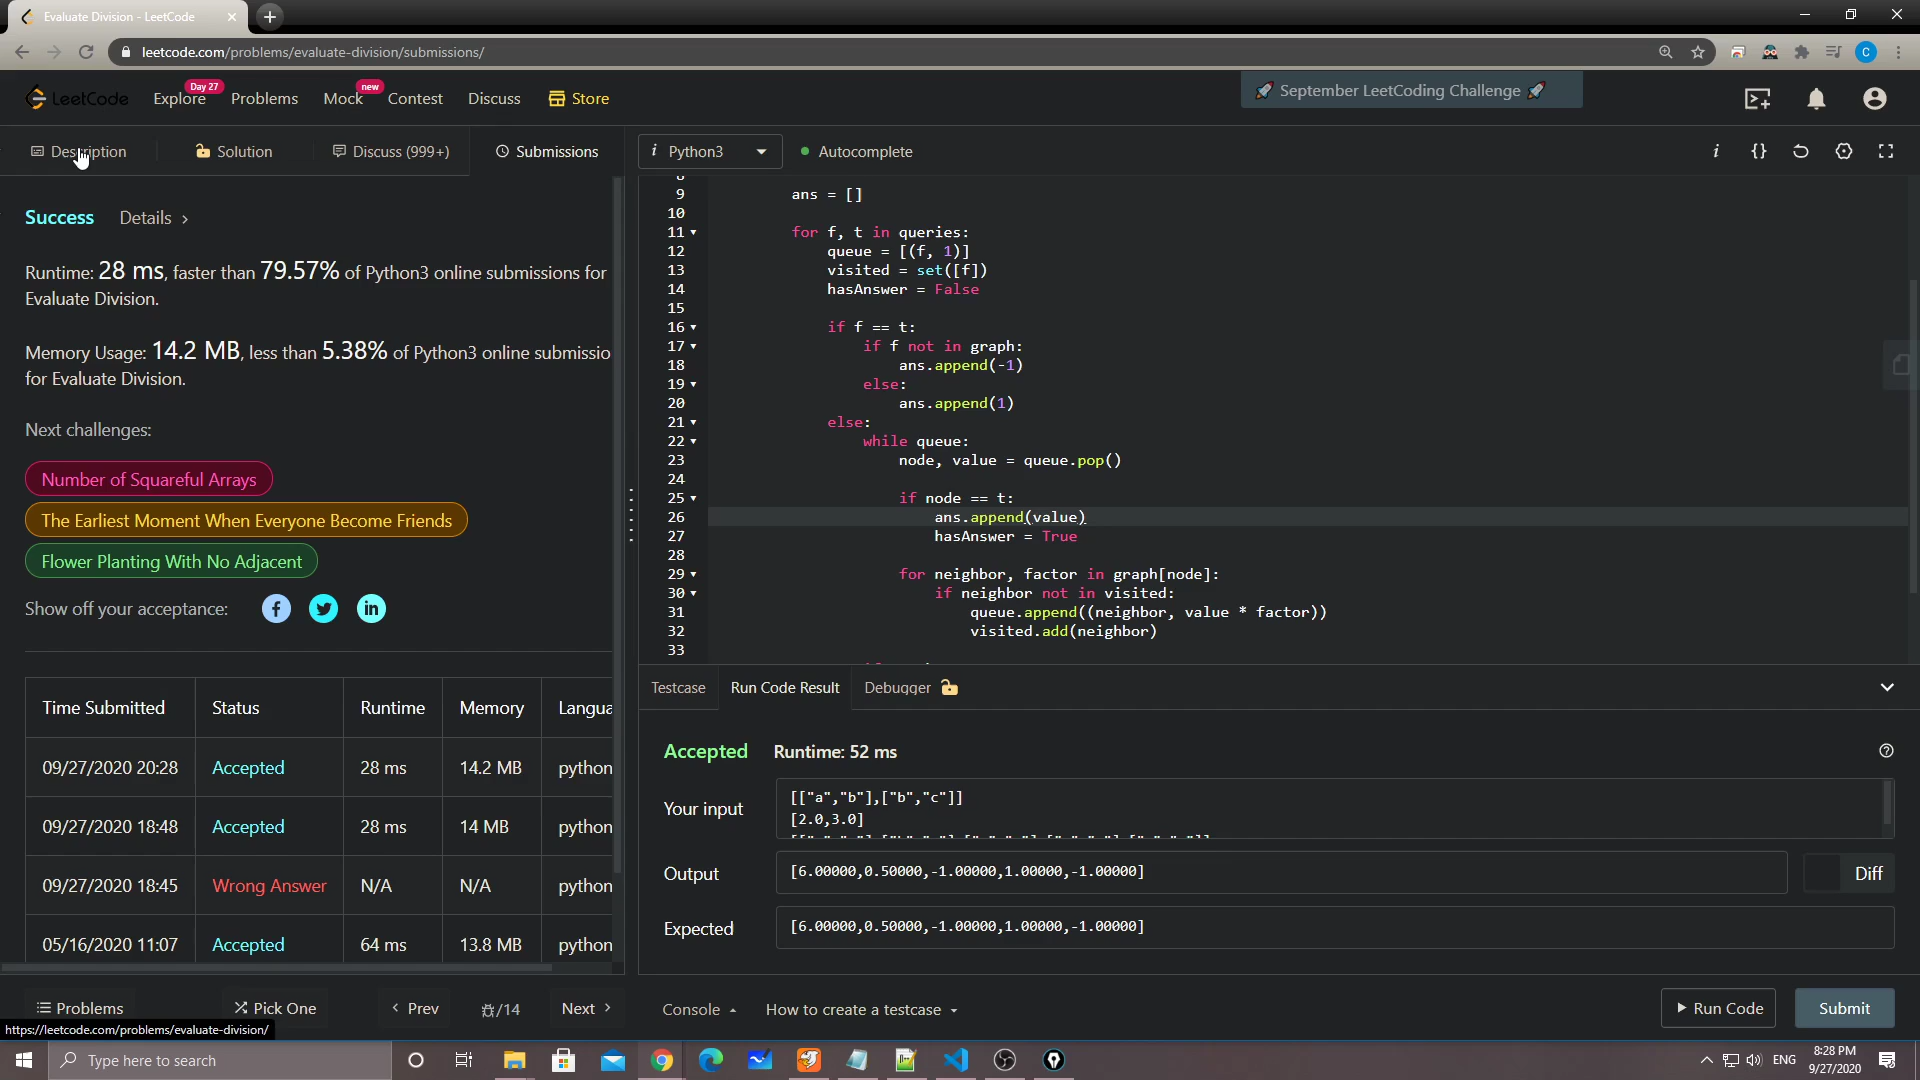 Evaluate Division - LeetCode
leetcode.com/problems/evaluate-division/submissions/
LeetCode
Explore
Day 27
Problems
Mock
new
Contest
Discuss
Store
🚀 September LeetCoding Challenge 🚀
Description
Solution
Discuss (999+)
Submissions
i Python3
Autocomplete
Success
Details >
Runtime: 28 ms, faster than 79.57% of Python3 online submissions for
Evaluate Division.
Memory Usage: 14.2 MB, less than 5.38% of Python3 online submissio
for Evaluate Division.
Next challenges:
Number of Squareful Arrays
The Earliest Moment When Everyone Become Friends
Flower Planting With No Adjacent
Show off your acceptance:
Time Submitted Status Runtime Memory Langua
09/27/2020 20:28 Accepted 28 ms 14.2 MB python
09/27/2020 18:48 Accepted 28 ms 14 MB python
09/27/2020 18:45 Wrong Answer N/A N/A python
05/16/2020 11:07 Accepted 64 ms 13.8 MB python
9 ans = []
10
11 for f, t in queries:
12 queue = [(f, 1)]
13 visited = set([f])
14 hasAnswer = False
15
16 if f == t:
17 if f not in graph:
18 ans.append(-1)
19 else:
20 ans.append(1)
21 else:
22 while queue:
23 node, value = queue.pop()
24
25 if node == t:
26 ans.append(value)
27 hasAnswer = True
28
29 for neighbor, factor in graph[node]:
30 if neighbor not in visited:
31 queue.append((neighbor, value * factor))
32 visited.add(neighbor)
33
Testcase
Run Code Result
Debugger
Accepted Runtime: 52 ms
Your input
[["a","b"],["b","c"]]
[2.0,3.0]
Output
[6.00000,0.50000,-1.00000,1.00000,-1.00000]
Diff
Expected
[6.00000,0.50000,-1.00000,1.00000,-1.00000]
Problems
Pick One
< Prev
/14
Next >
Console
How to create a testcase
Run Code
Submit
https://leetcode.com/problems/evaluate-division/
Type here to search
ENG
8:28 PM
9/27/2020